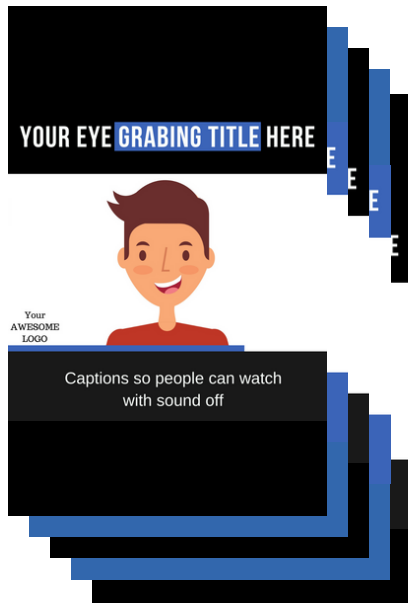 YOUR EYE GRABING TITLE HERE
E
E
E
E
Your
AWESOME
LOGO
Captions so people can watch
with sound off